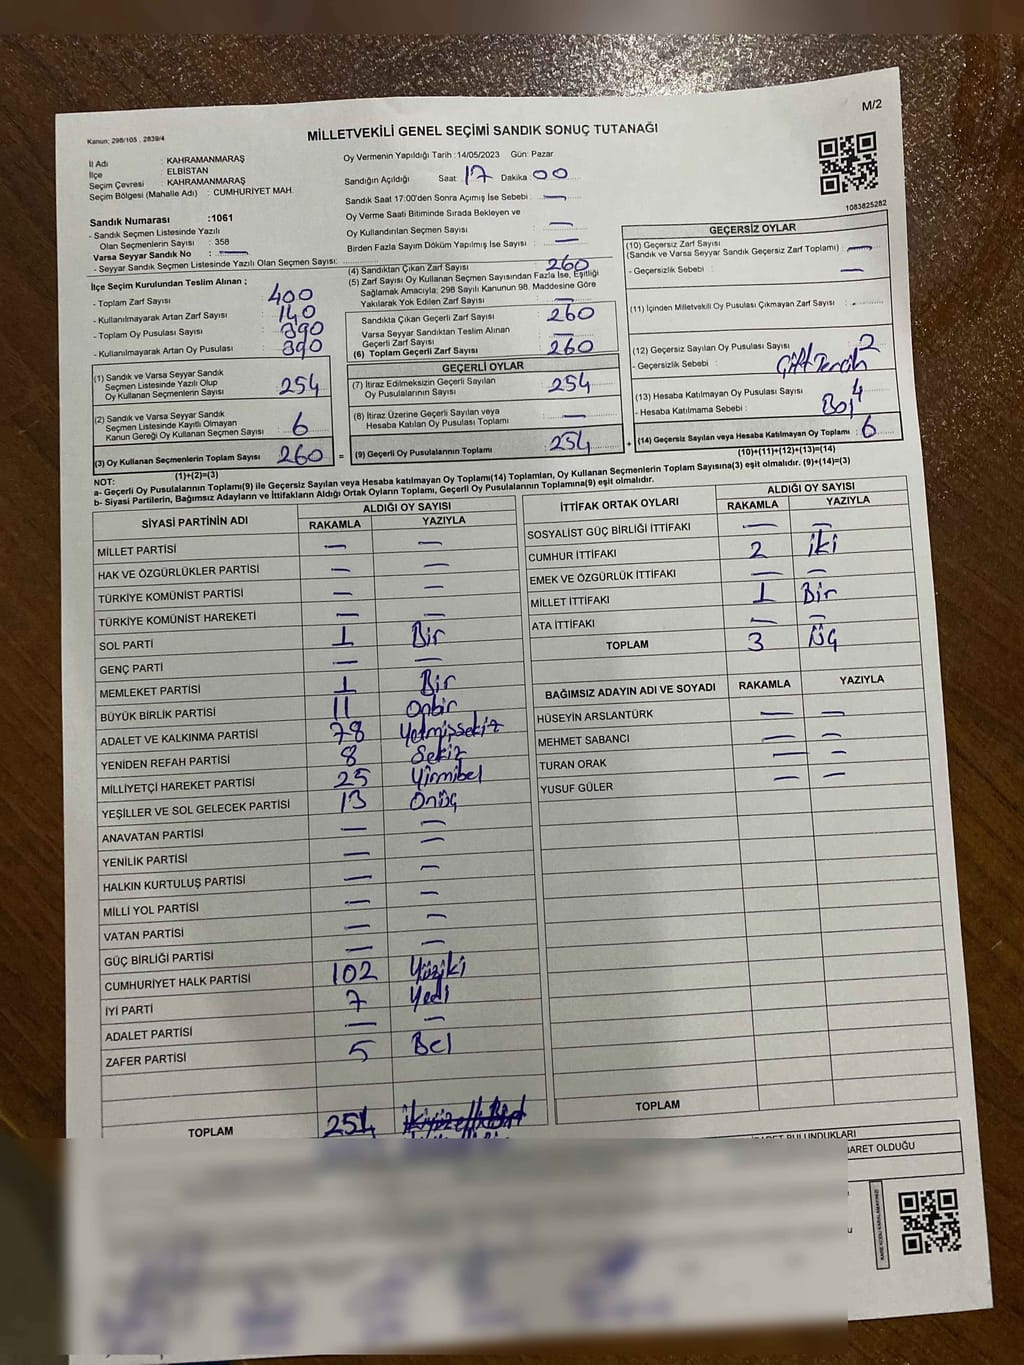 M/2
Kanun; 298/105 , 2839/4
MİLLETVEKİLİ GENEL SEÇİMİ SANDIK SONUÇ TUTANAĞI
İl Adı : KAHRAMANMARAŞ
İlçe : ELBİSTAN
Seçim Çevresi : KAHRAMANMARAŞ
Seçim Bölgesi (Mahalle Adı) : CUMHURİYET MAH.
Oy Vermenin Yapıldığı Tarih :14/05/2023 Gün: Pazar
Sandığın Açıldığı Saat : 17 Dakika : 00
Sandık Saat 17:00'den Sonra Açımış İse Sebebi : —
Oy Verme Saati Bitiminde Sırada Bekleyen ve
Oy Kullandırılan Seçmen Sayısı : —
Birden Fazla Sayım Döküm Yapılmış İse Sayısı : —
1083825282
Sandık Numarası :1061
- Sandık Seçmen Listesinde Yazılı
Olan Seçmenlerin Sayısı : 358
Varsa Seyyar Sandık No : —
- Seyyar Sandık Seçmen Listesinde Yazılı Olan Seçmen Sayısı:
İlçe Seçim Kurulundan Teslim Alınan ;
- Toplam Zarf Sayısı : 400
- Kullanılmayarak Artan Zarf Sayısı : 140
- Toplam Oy Pusulası Sayısı : 390
- Kullanılmayarak Artan Oy Pusulası : 390
(1) Sandık ve Varsa Seyyar Sandık
Seçmen Listesinde Yazılı Olup
Oy Kullanan Seçmenlerin Sayısı : 254
(2) Sandık ve Varsa Seyyar Sandık
Seçmen Listesinde Kayıtlı Olmayan
Kanun Gereği Oy Kullanan Seçmen Sayısı : 6
(3) Oy Kullanan Seçmenlerin Toplam Sayısı : 260
(1)+(2)=(3)
(4) Sandıktan Çıkan Zarf Sayısı : 260
(5) Zarf Sayısı Oy Kullanan Seçmen Sayısından Fazla İse, Eşitliği
Sağlamak Amacıyla; 298 Sayılı Kanunun 98. Maddesine Göre
Yakılarak Yok Edilen Zarf Sayısı : —
Sandıkta Çıkan Geçerli Zarf Sayısı : 260
Varsa Seyyar Sandıktan Teslim Alınan
Geçerli Zarf Sayısı : —
(6) Toplam Geçerli Zarf Sayısı : 260
GEÇERLİ OYLAR
(7) İtiraz Edilmeksizin Geçerli Sayılan
Oy Pusulalarının Sayısı : 254
(8) İtiraz Üzerine Geçerli Sayılan veya
Hesaba Katılan Oy Pusulası Toplamı : —
= (9) Geçerli Oy Pusulalarının Toplamı : 254 +
GEÇERSİZ OYLAR
(10) Geçersiz Zarf Sayısı
(Sandık ve Varsa Seyyar Sandık Geçersiz Zarf Toplamı) : —
- Geçersizlik Sebebi : —
(11) İçinden Milletvekili Oy Pusulası Çıkmayan Zarf Sayısı :
(12) Geçersiz Sayılan Oy Pusulası Sayısı : 2
- Geçersizlik Sebebi : Çift Tercih
(13) Hesaba Katılmayan Oy Pusulası Sayısı : 4
- Hesaba Katılmama Sebebi : Boş
(14) Geçersiz Sayılan veya Hesaba Katılmayan Oy Toplamı : 6
(10)+(11)+(12)+(13)=(14)
NOT:
a- Geçerli Oy Pusulalarının Toplamı(9) ile Geçersiz Sayılan veya Hesaba katılmayan Oy Toplamı(14) Toplamları, Oy Kullanan Seçmenlerin Toplam Sayısına(3) eşit olmalıdır. (9)+(14)=(3)
b- Siyasi Partilerin, Bağımsız Adayların ve İttifakların Aldığı Ortak Oyların Toplamı, Geçerli Oy Pusulalarının Toplamına(9) eşit olmalıdır.
SİYASİ PARTİNİN ADI ALDIĞI OY SAYISI
RAKAMLA YAZIYLA
MİLLET PARTİSİ — —
HAK VE ÖZGÜRLÜKLER PARTİSİ — —
TÜRKİYE KOMÜNİST PARTİSİ — —
TÜRKİYE KOMÜNİST HAREKETİ — —
SOL PARTİ 1 Bir
GENÇ PARTİ — —
MEMLEKET PARTİSİ 1 Bir
BÜYÜK BİRLİK PARTİSİ 11 Onbir
ADALET VE KALKINMA PARTİSİ 78 Yetmişsekiz
YENİDEN REFAH PARTİSİ 8 Sekiz
MİLLİYETÇİ HAREKET PARTİSİ 25 Yirmibeş
YEŞİLLER VE SOL GELECEK PARTİSİ 13 Onüç
ANAVATAN PARTİSİ — —
YENİLİK PARTİSİ — —
HALKIN KURTULUŞ PARTİSİ — —
MİLLİ YOL PARTİSİ — —
VATAN PARTİSİ — —
GÜÇ BİRLİĞİ PARTİSİ — —
CUMHURİYET HALK PARTİSİ 102 Yüziki
İYİ PARTİ 7 Yedi
ADALET PARTİSİ — —
ZAFER PARTİSİ 5 Beş
TOPLAM 251
İTTİFAK ORTAK OYLARI ALDIĞI OY SAYISI
RAKAMLA YAZIYLA
SOSYALİST GÜÇ BİRLİĞİ İTTİFAKI — —
CUMHUR İTTİFAKI 2 iki
EMEK VE ÖZGÜRLÜK İTTİFAKI — —
MİLLET İTTİFAKI 1 Bir
ATA İTTİFAKI — —
TOPLAM 3 Üç
BAĞIMSIZ ADAYIN ADI VE SOYADI RAKAMLA YAZIYLA
HÜSEYİN ARSLANTÜRK — —
MEHMET SABANCI — —
TURAN ORAK — —
YUSUF GÜLER — —
TOPLAM
BULUNDUKLARI
ARET OLDUĞU